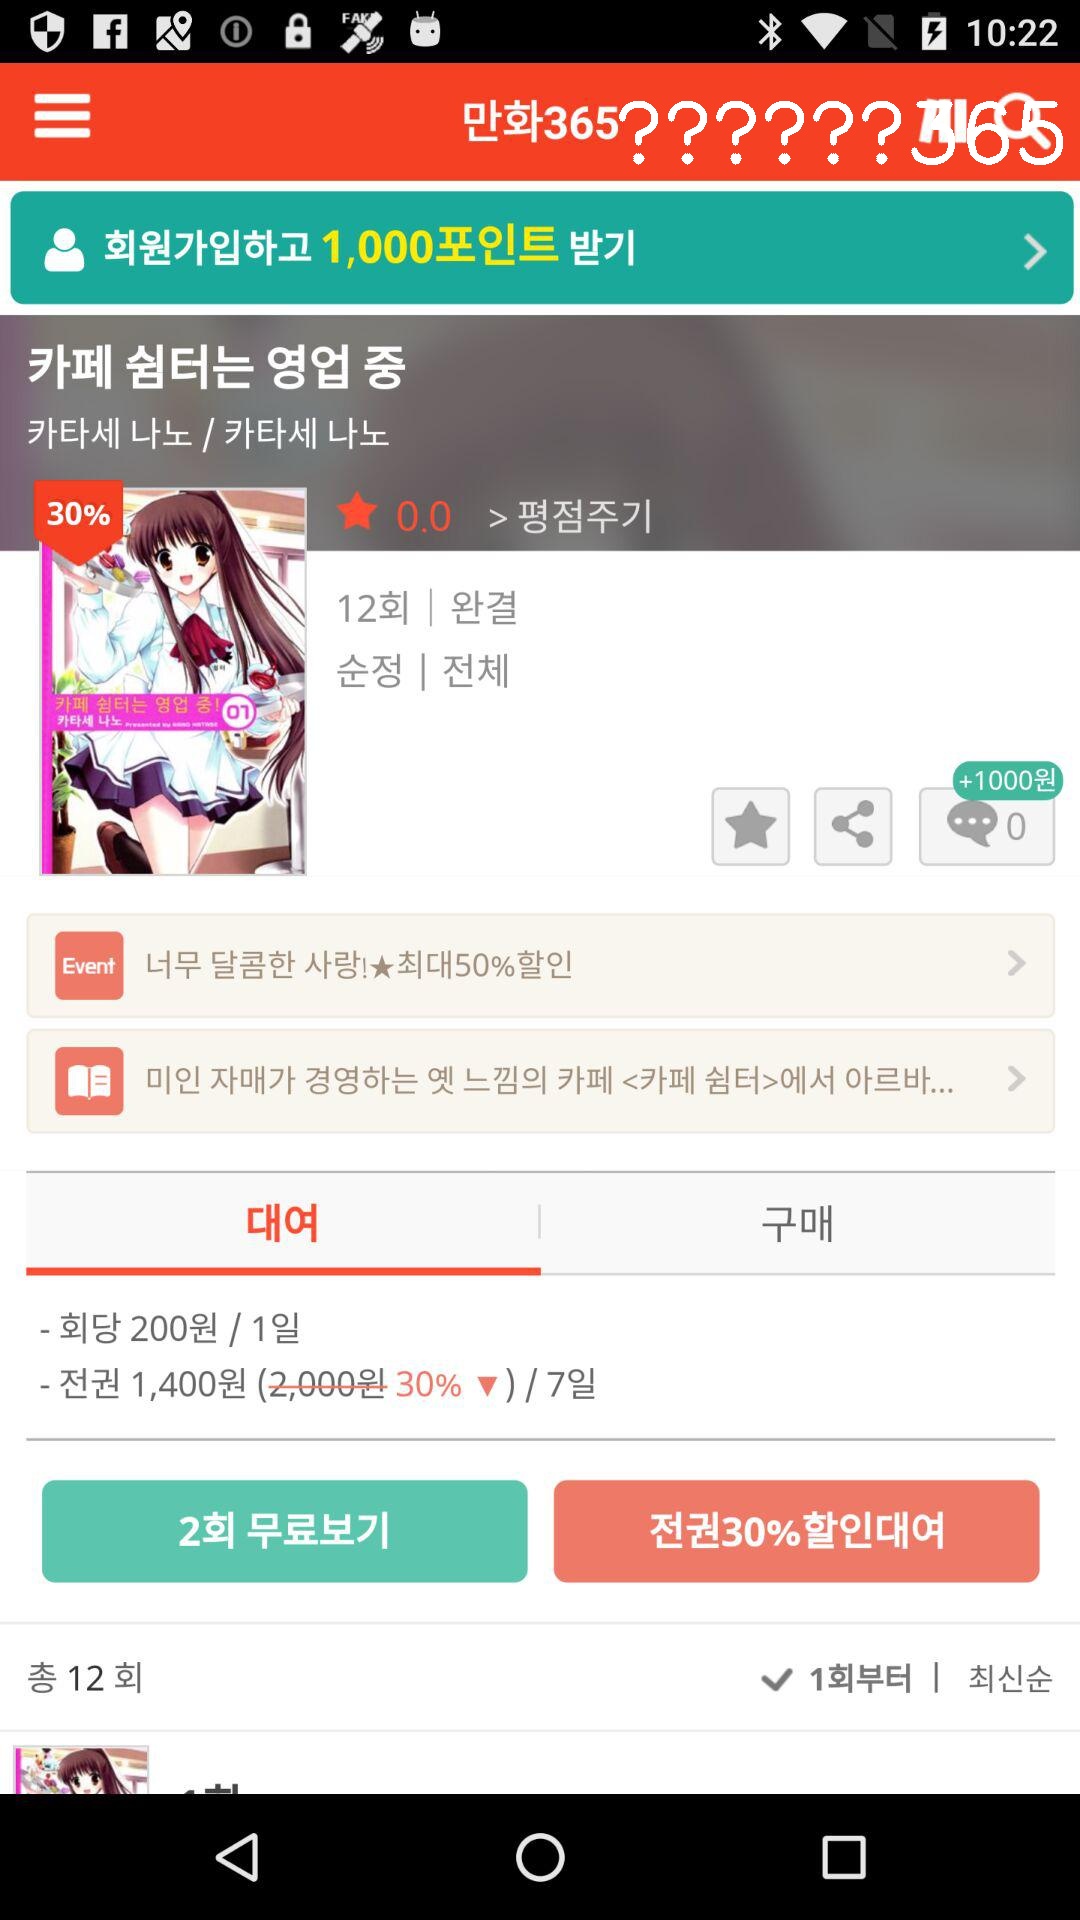 FAKE
10:22
만화365??????365
회원가입하고 1,000포인트 받기
카페 쉼터는 영업 중
카타세 나노 / 카타세 나노
30%
0.0 > 평점주기
카페 쉼터는 영업 중! 01
카타세 나노 Presented by NANO KATASE
12회 | 완결
순정 | 전체
+1000원
0
Event 너무 달콤한 사랑!★최대50%할인
미인 자매가 경영하는 옛 느낌의 카페 <카페 쉼터>에서 아르바...
대여 | 구매
- 회당 200원 / 1일
- 전권 1,400원 (2,000원 30% ▼) / 7일
2회 무료보기 전권30%할인대여
총 12 회 1회부터 | 최신순
1회